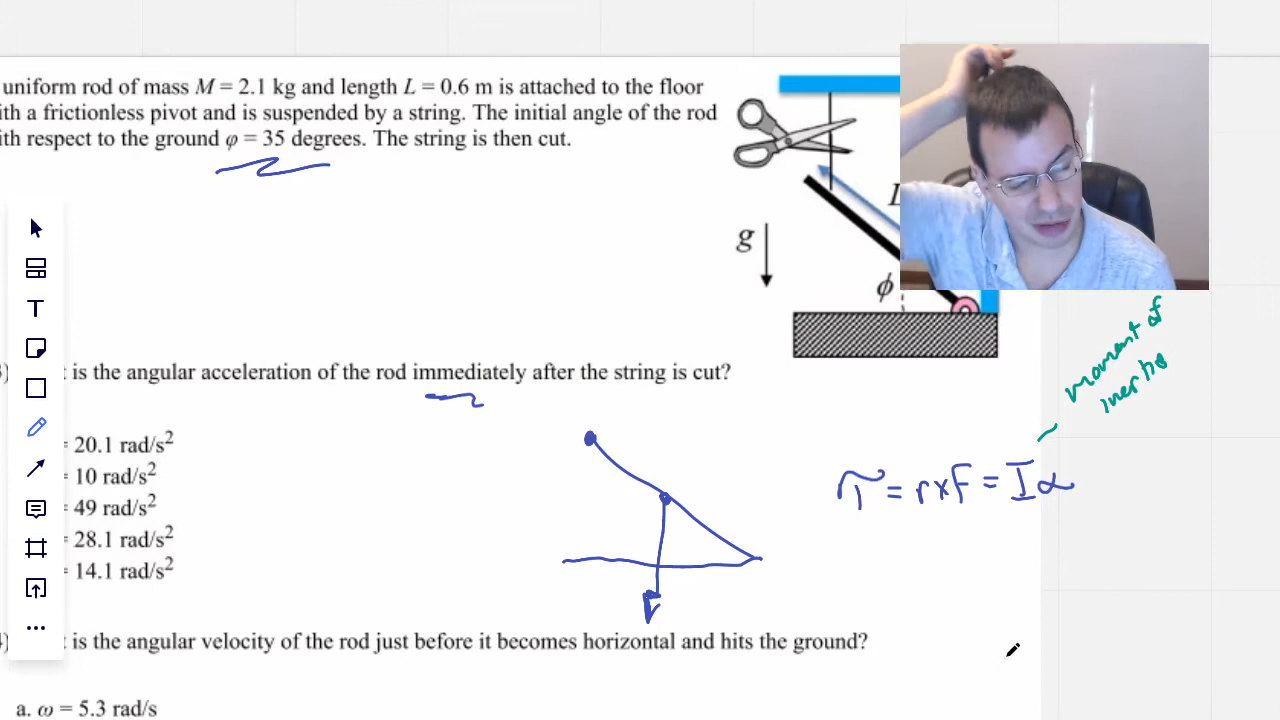 uniform rod of mass M = 2.1 kg and length L = 0.6 m is attached to the floor
ith a frictionless pivot and is suspended by a string. The initial angle of the rod
ith respect to the ground φ = 35 degrees. The string is then cut.
L
g
ϕ
moment of
inertia
is the angular acceleration of the rod immediately after the string is cut?
= 20.1 rad/s²
= 10 rad/s²
= 49 rad/s²
= 28.1 rad/s²
= 14.1 rad/s²
τ = r x F = I α
is the angular velocity of the rod just before it becomes horizontal and hits the ground?
a. ω = 5.3 rad/s
T